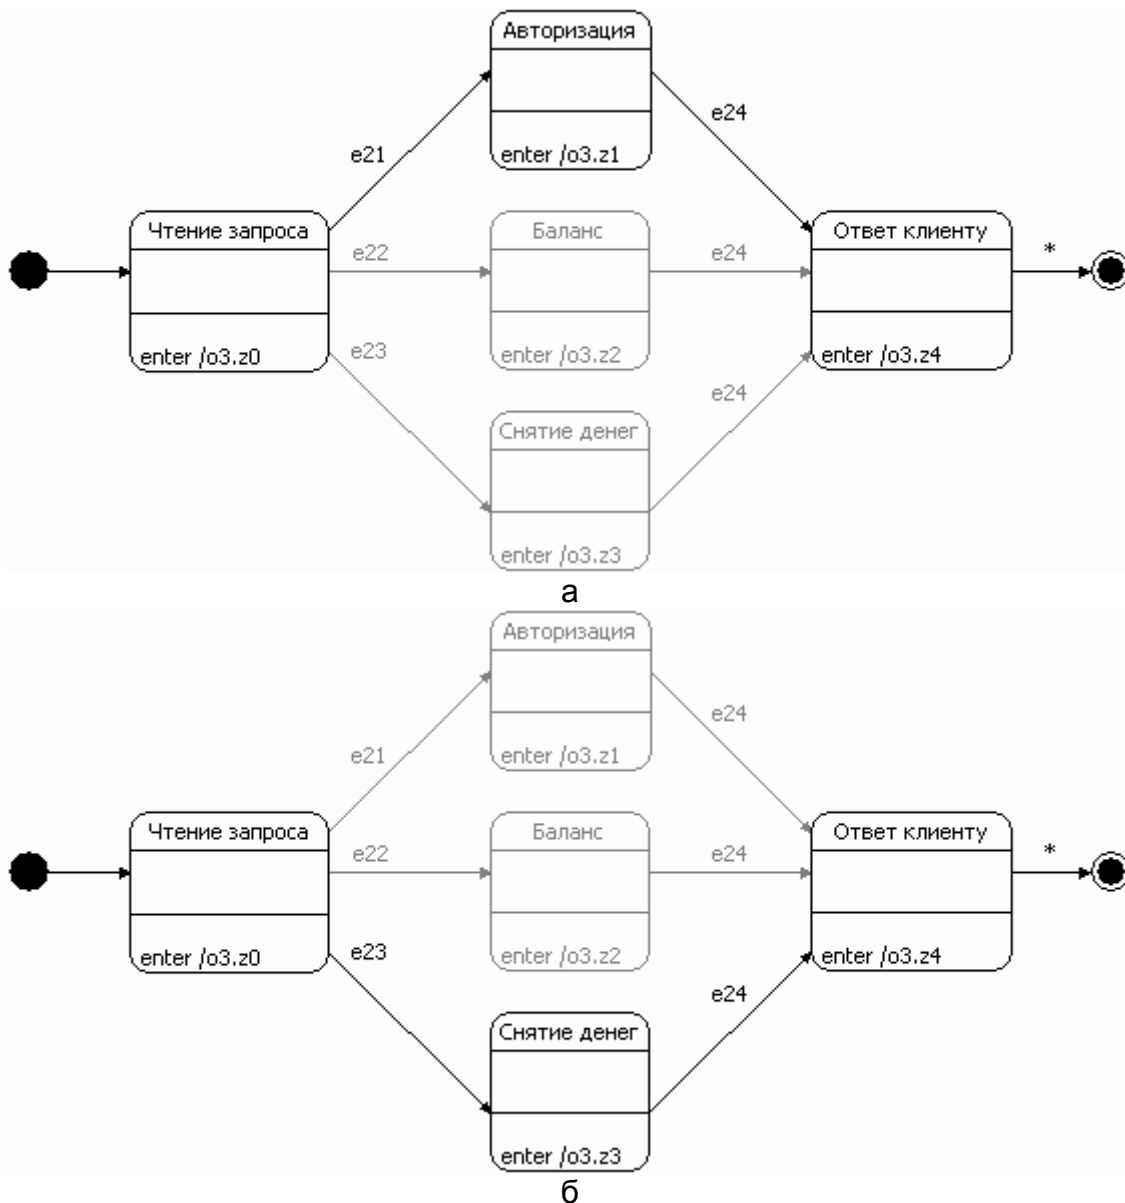 Авторизация
enter /o3.z1
e21
e24
Чтение запроса
enter /o3.z0
e22
Баланс
enter /o3.z2
e24
Ответ клиенту
enter /o3.z4
*
e23
Снятие денег
enter /o3.z3
e24
а
Авторизация
enter /o3.z1
e21
e24
Чтение запроса
enter /o3.z0
e22
Баланс
enter /o3.z2
e24
Ответ клиенту
enter /o3.z4
*
e23
Снятие денег
enter /o3.z3
e24
б